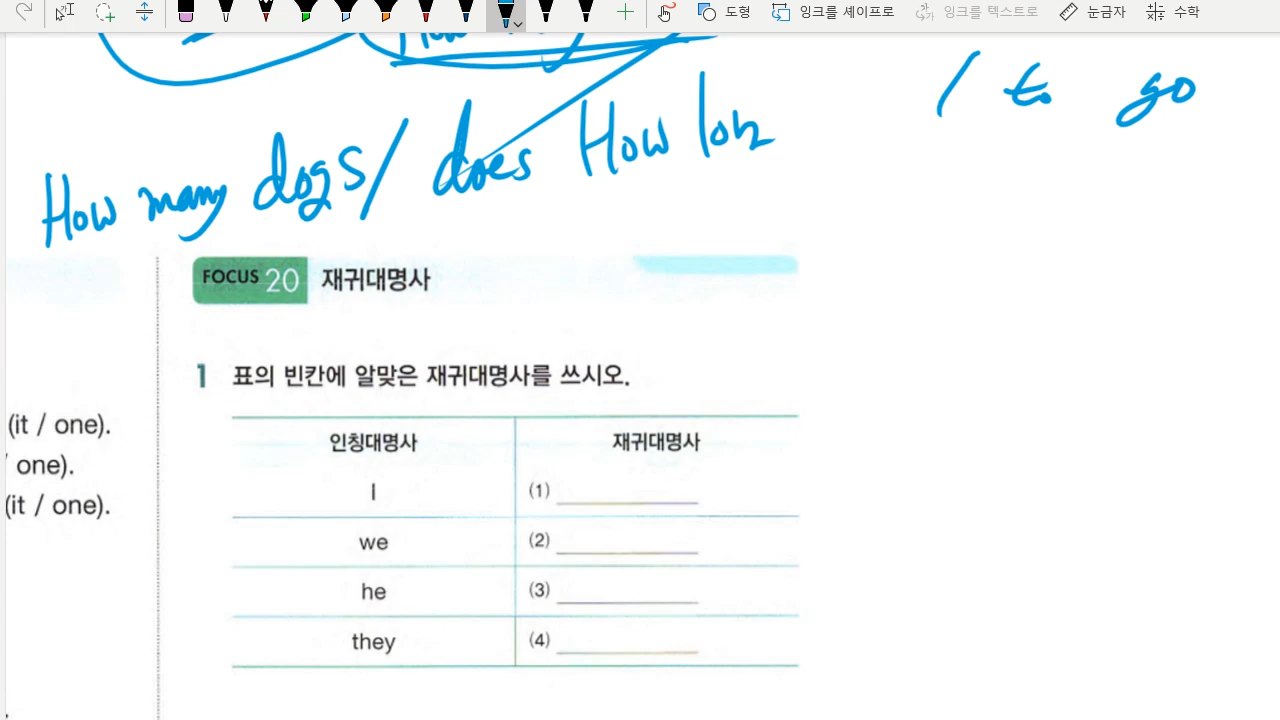 도형 잉크를 셰이프로 잉크를 텍스트로 눈금자 수학
How
/ to go
How many dogs / does How lon
FOCUS 20 재귀대명사
1 표의 빈칸에 알맞은 재귀대명사를 쓰시오.
(it / one).
/ one).
(it / one).
인칭대명사 재귀대명사
I (1)
we (2)
he (3)
they (4)